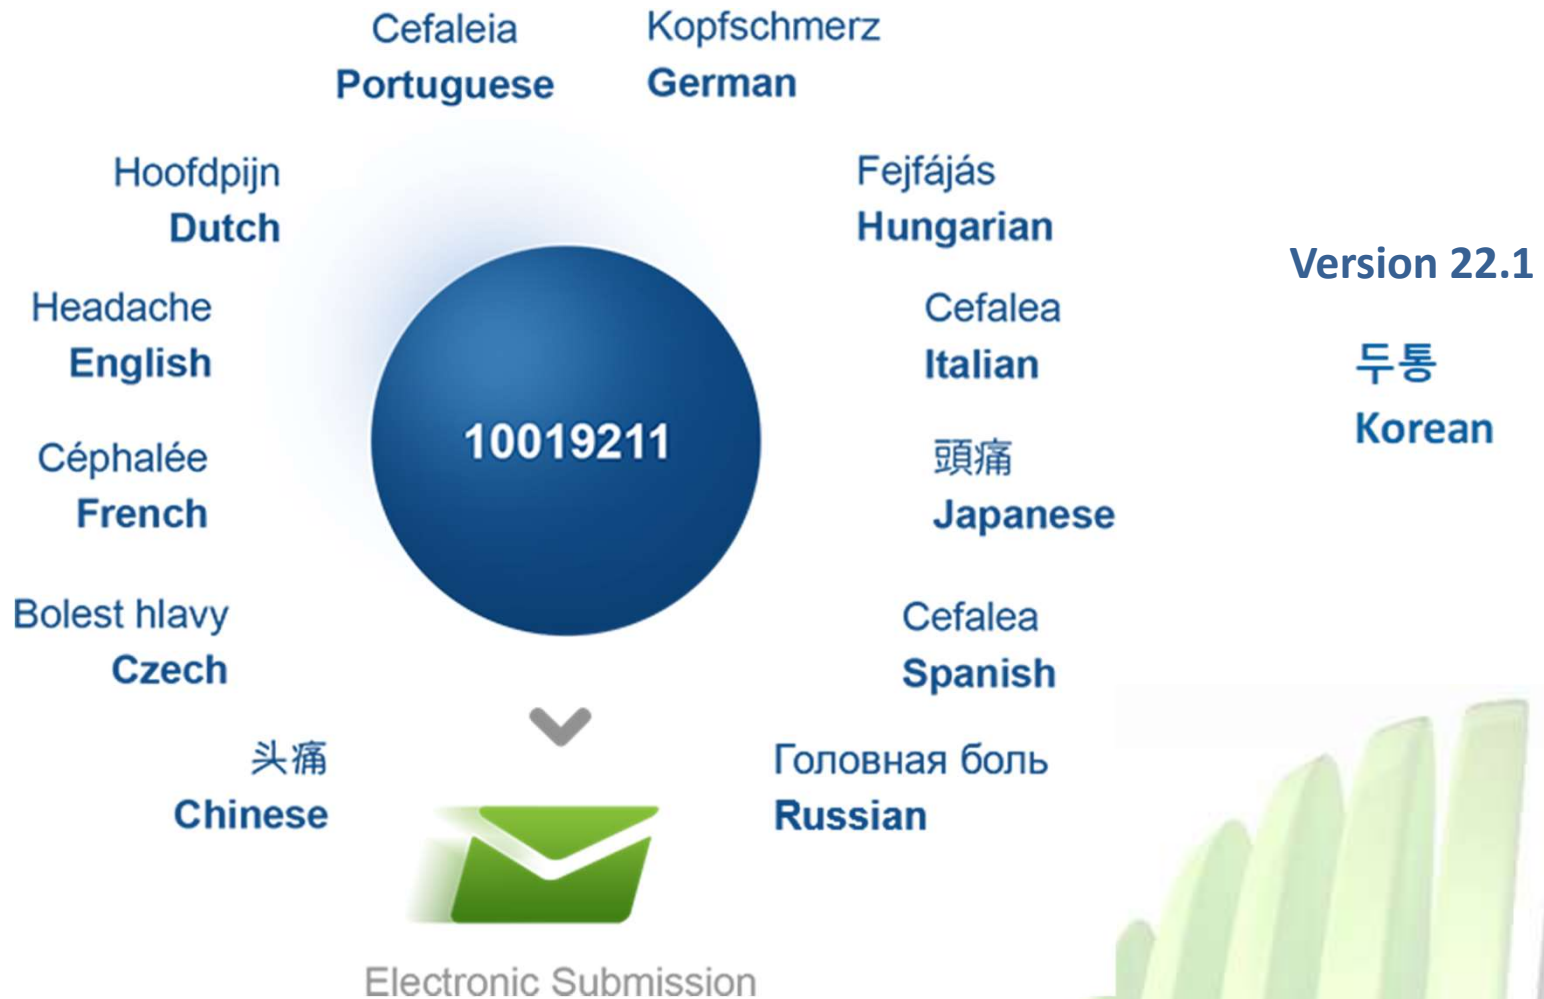 Cefaleia
Portuguese
Kopfschmerz
German
Hoofdpijn
Dutch
Fejfájás
Hungarian
Version 22.1
Headache
English
Cefalea
Italian
두통
Korean
10019211
Céphalée
French
頭痛
Japanese
Bolest hlavy
Czech
Cefalea
Spanish
头痛
Chinese
Головная боль
Russian
Electronic Submission